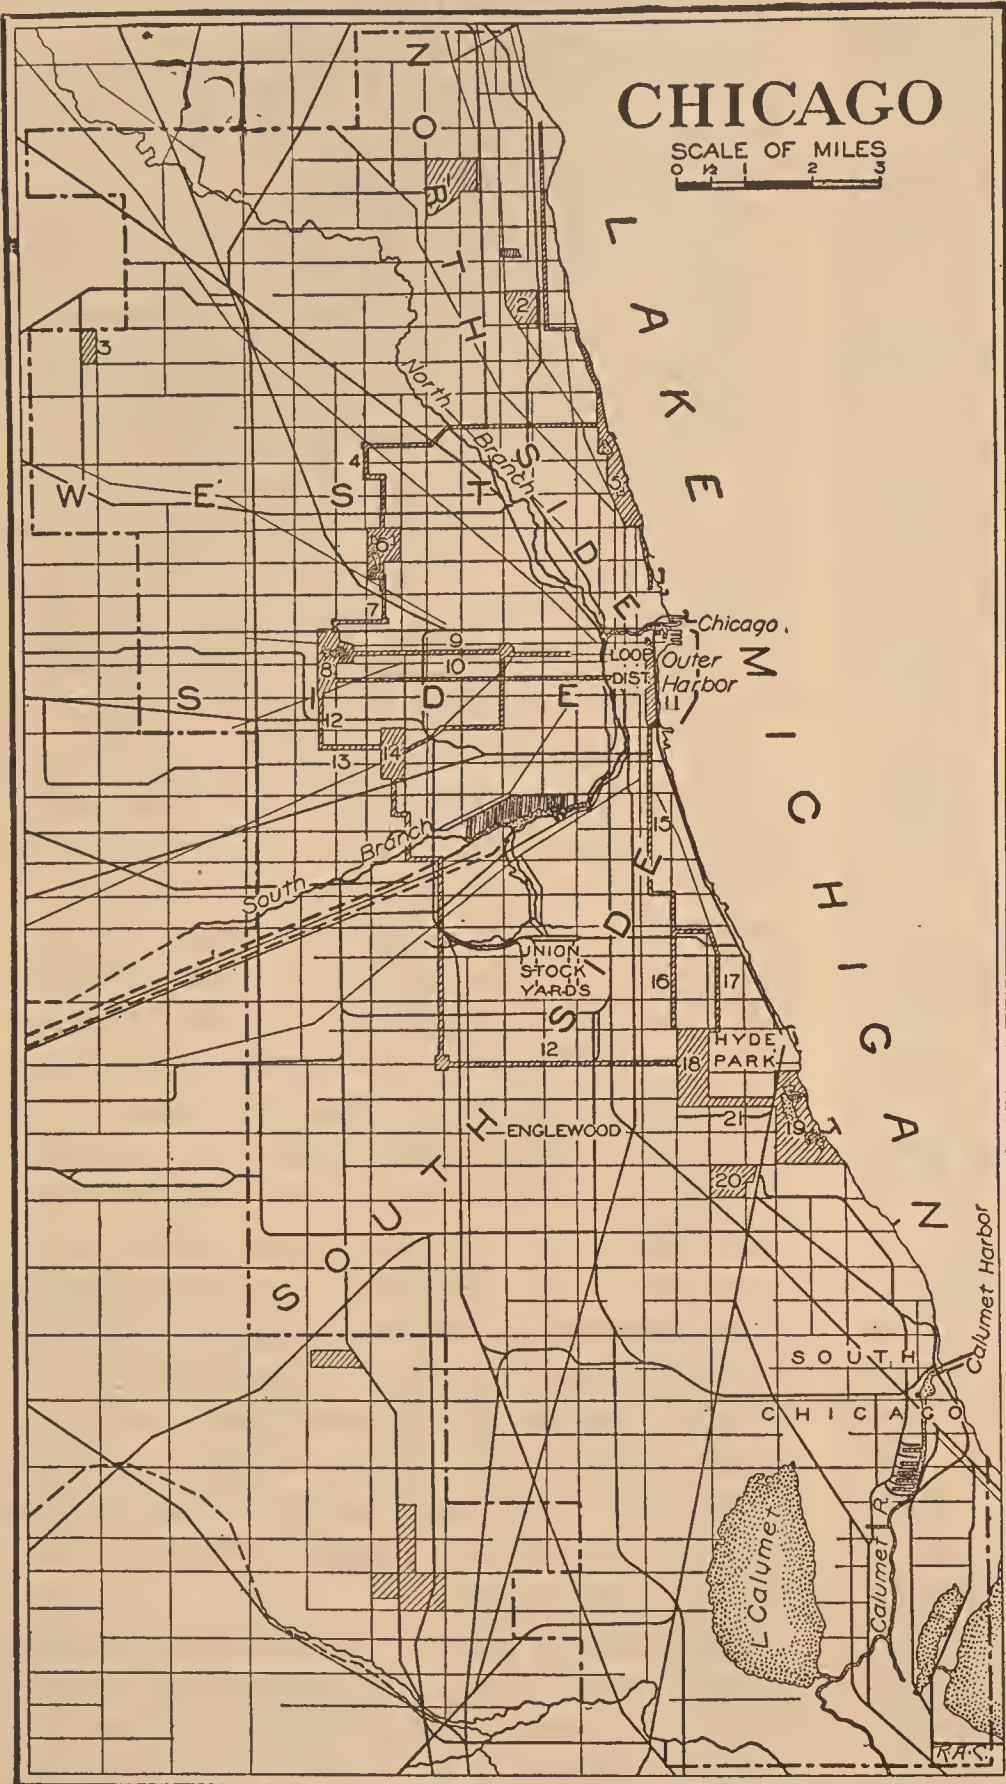 CHICAGO
SCALE OF MILES
0 ½ 1 2 3
NORTH SIDE
LAKE MICHIGAN
1
2
3
North Branch
4
5
WEST SIDE
6
7
Chicago
Outer
Harbor
11
LOOP
DIST.
9
10
8
12
13
14
15
South Branch
UNION
STOCK
YARDS
16
17
SOUTH SIDE
12
HYDE
PARK
18
19
21
ENGLEWOOD
20
Calumet Harbor
SOUTH
CHICAGO
L Calumet
Calumet R
R.A.C.